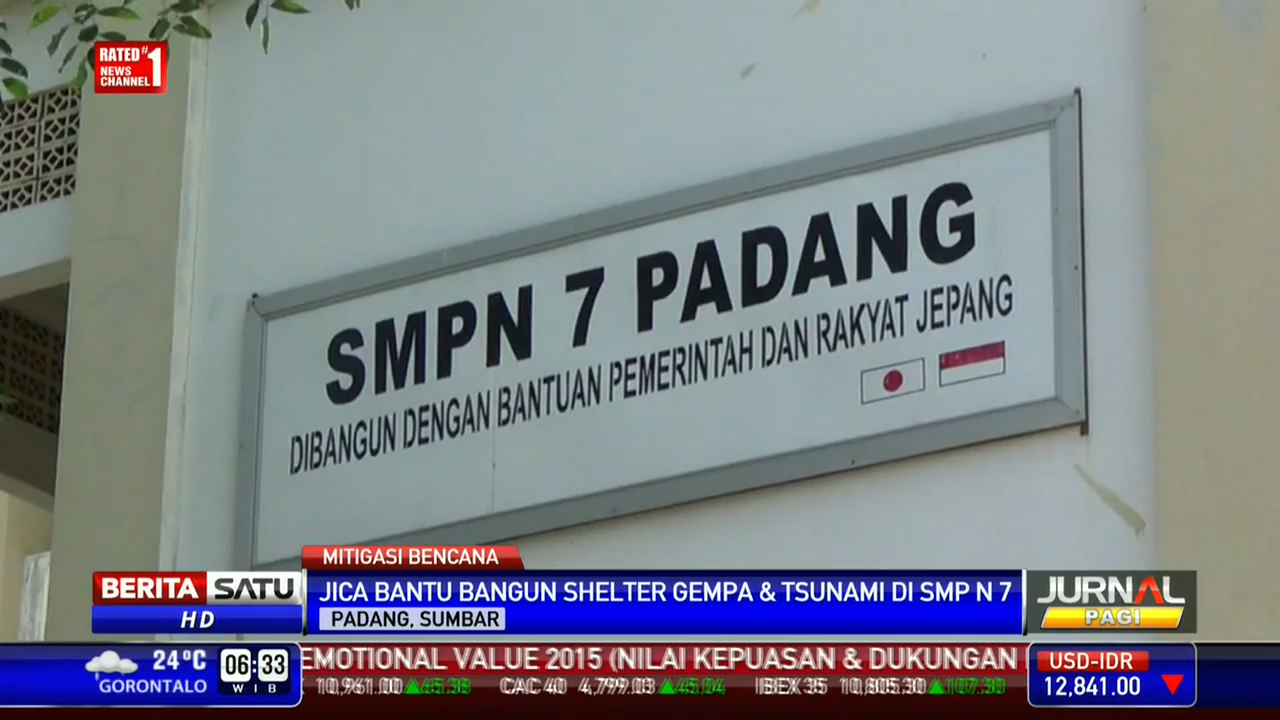 RATED #1
NEWS
CHANNEL
SMPN 7 PADANG
DIBANGUN DENGAN BANTUAN PEMERINTAH DAN RAKYAT JEPANG
MITIGASI BENCANA
BERITA SATU
HD
JICA BANTU BANGUN SHELTER GEMPA & TSUNAMI DI SMP N 7
PADANG, SUMBAR
JURNAL
PAGI
24°C
GORONTALO
06:33
WIB
EMOTIONAL VALUE 2015 (NILAI KEPUASAN & DUKUNGAN
10,961.00 CAC 40 4,799.03 45.04 IBEX 35 10,805.30 107.30
USD-IDR
12,841.00